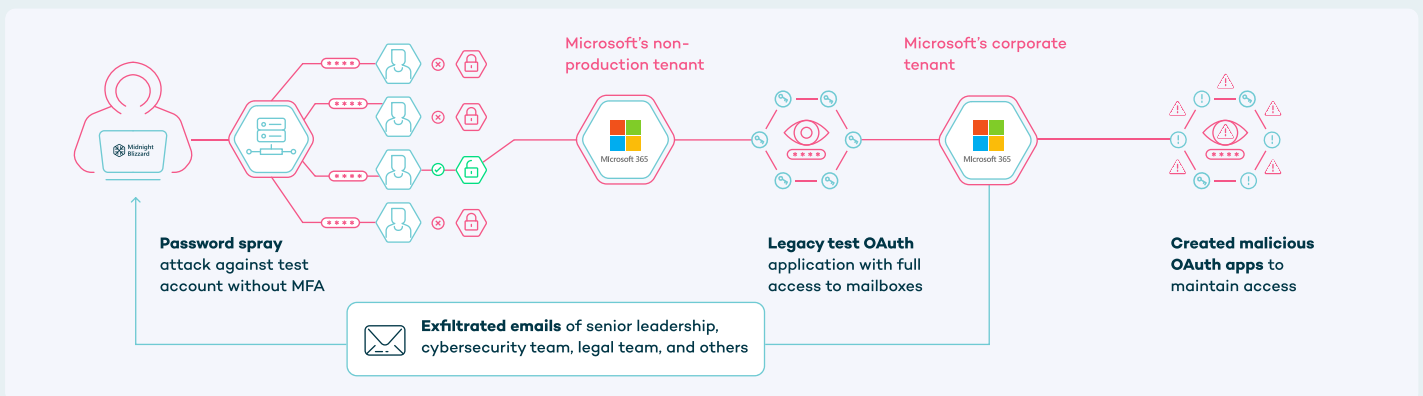 Microsoft's non-
production tenant
Microsoft's corporate
tenant
****
****
****
****
Midnight
Blizzard
MIcrosoft 365
****
MIcrosoft 365
****
Password spray
attack against test
account without MFA
Legacy test OAuth
application with full
access to mailboxes
Created malicious
OAuth apps to
maintain access
Exfiltrated emails of senior leadership,
cybersecurity team, legal team, and others